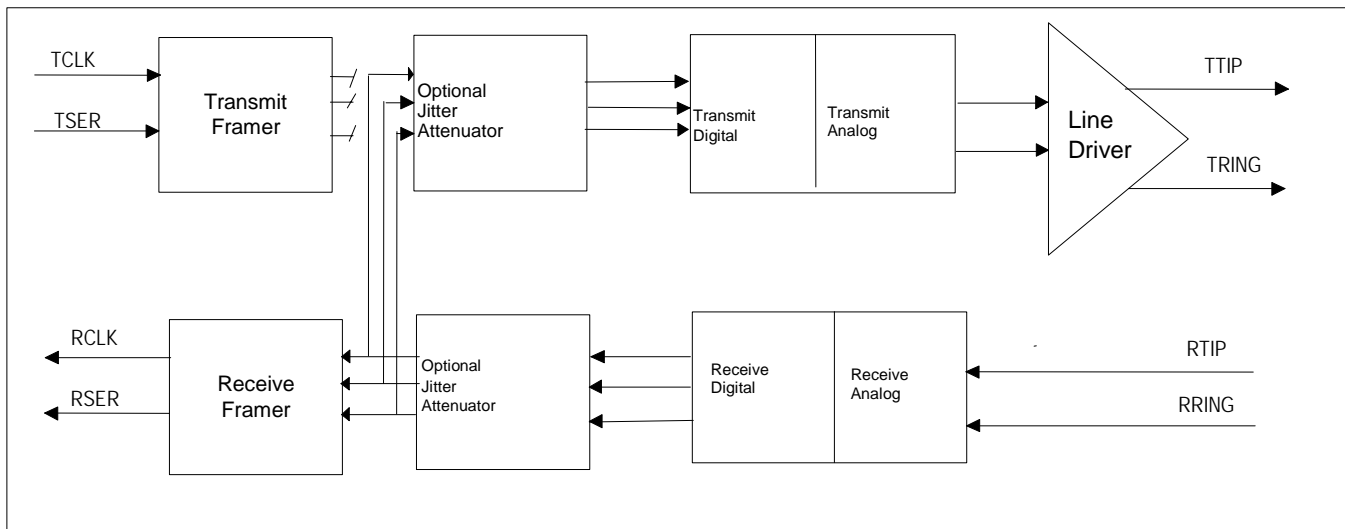 TCLK
TSER
Transmit
Framer
Optional
Jitter
Attenuator
Transmit
Digital
Transmit
Analog
Line
Driver
TTIP
TRING
RCLK
RSER
Receive
Framer
Optional
Jitter
Attenuator
Receive
Digital
Receive
Analog
RTIP
RRING